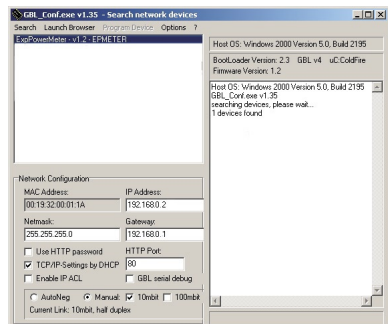 GBL_Conf.exe v1.35 - Search network devices
Search Launch Browser Program Device Options ?
ExpPowerMeter - v1.2 - EPMETER
Host OS: Windows 2000 Version 5.0, Build 2195
BootLoader Version: 2.3 GBL v4 uC:ColdFire
Firmware Version: 1.2
Host OS: Windows 2000 Version 5.0, Build 2195
GBL_Conf.exe v1.35
searching devices, please wait...
1 devices found
Network Configuration
MAC Address: IP Address:
00:19:32:00:01:1A 192.168.0.2
Netmask: Gateway:
255.255.255.0 192.168.0.1
Use HTTP password HTTP Port:
TCP/IP-Settings by DHCP 80
Enable IP ACL GBL serial debug
AutoNeg Manual: 10mbit 100mbit
Current Link: 10mbit, half duplex